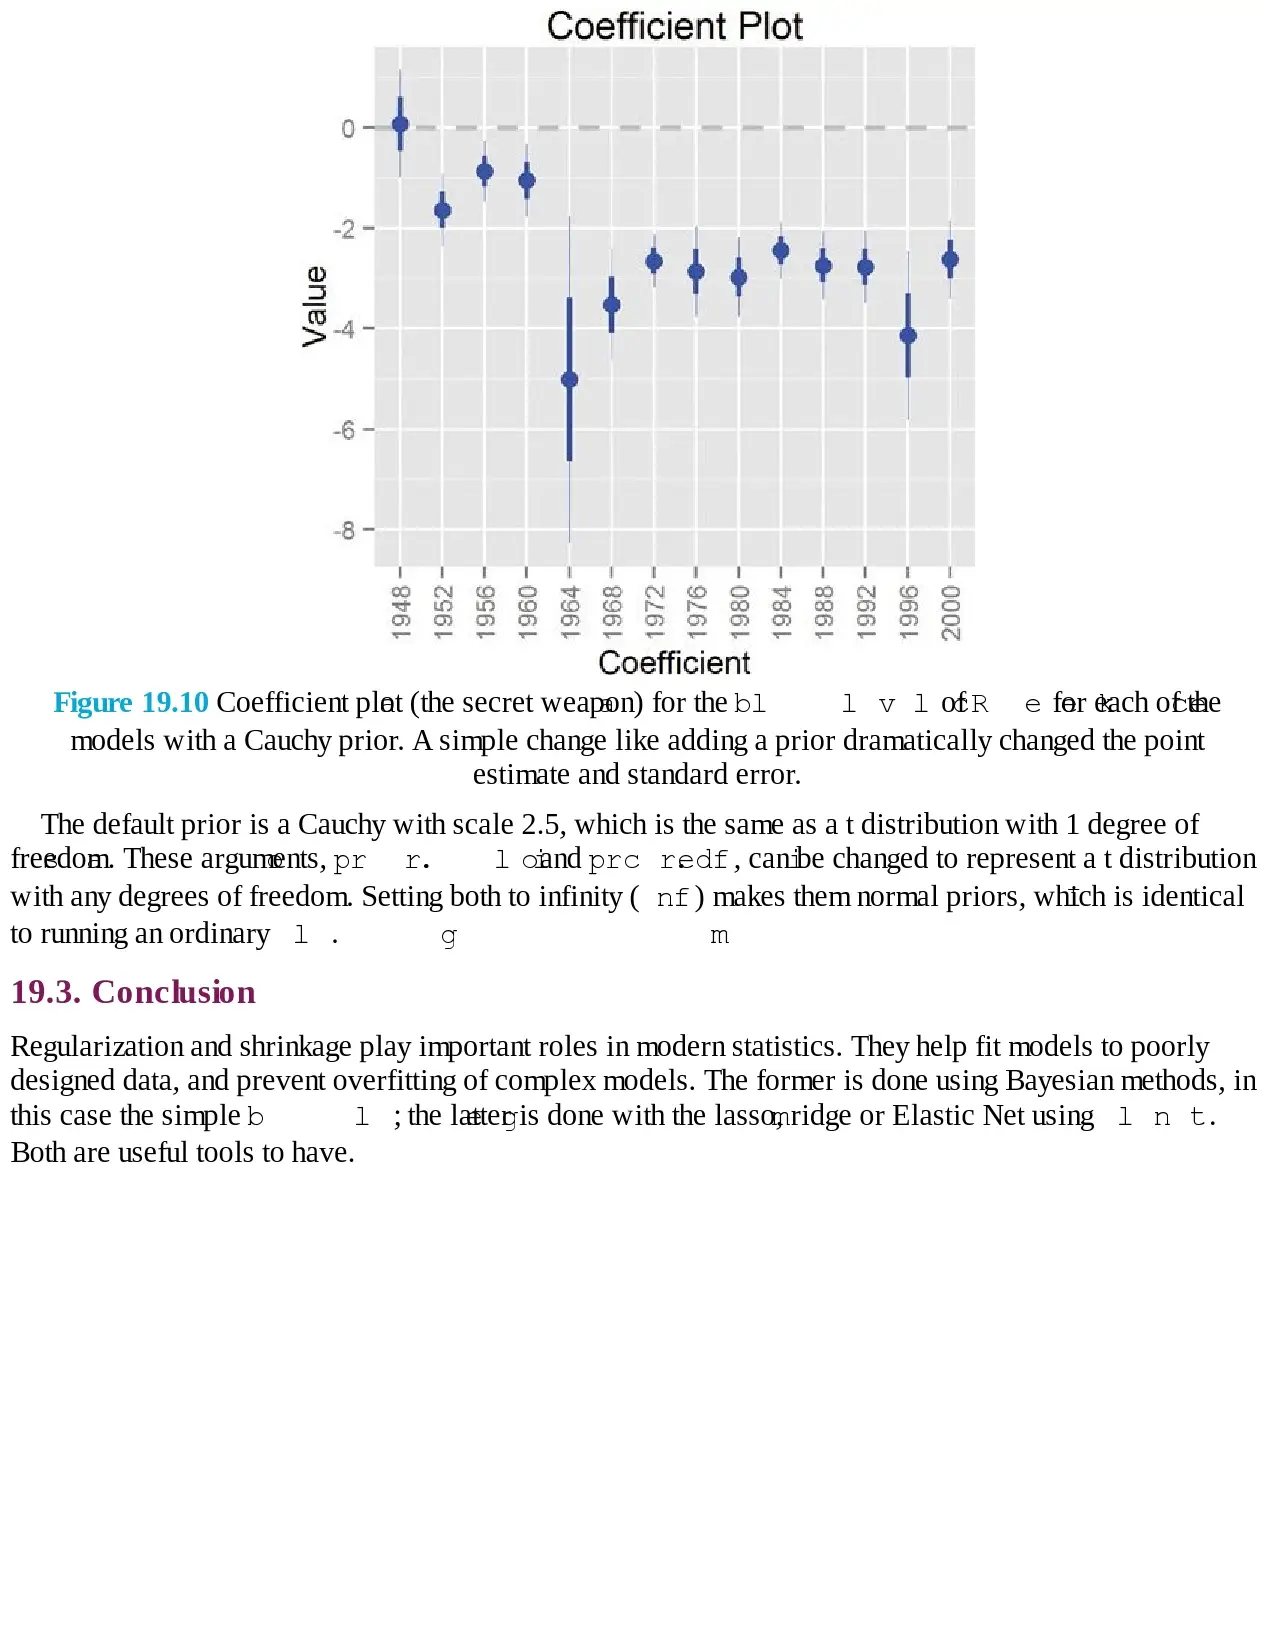 Coefficient Plot
0
-2
-4
-6
-8
Value
1948 1952 1956 1960 1964 1968 1972 1976 1980 1984 1988 1992 1996 2000
Coefficient
Figure 19.10 Coefficient plot (the secret weapon) for the level of for each of the
models with a Cauchy prior. A simple change like adding a prior dramatically changed the point
estimate and standard error.
The default prior is a Cauchy with scale 2.5, which is the same as a t distribution with 1 degree of
freedom. These arguments, and , can be changed to represent a t distribution
with any degrees of freedom. Setting both to infinity ( ) makes them normal priors, which is identical
to running an ordinary .
19.3. Conclusion
Regularization and shrinkage play important roles in modern statistics. They help fit models to poorly
designed data, and prevent overfitting of complex models. The former is done using Bayesian methods, in
this case the simple ; the latter is done with the lasso, ridge or Elastic Net using .
Both are useful tools to have.